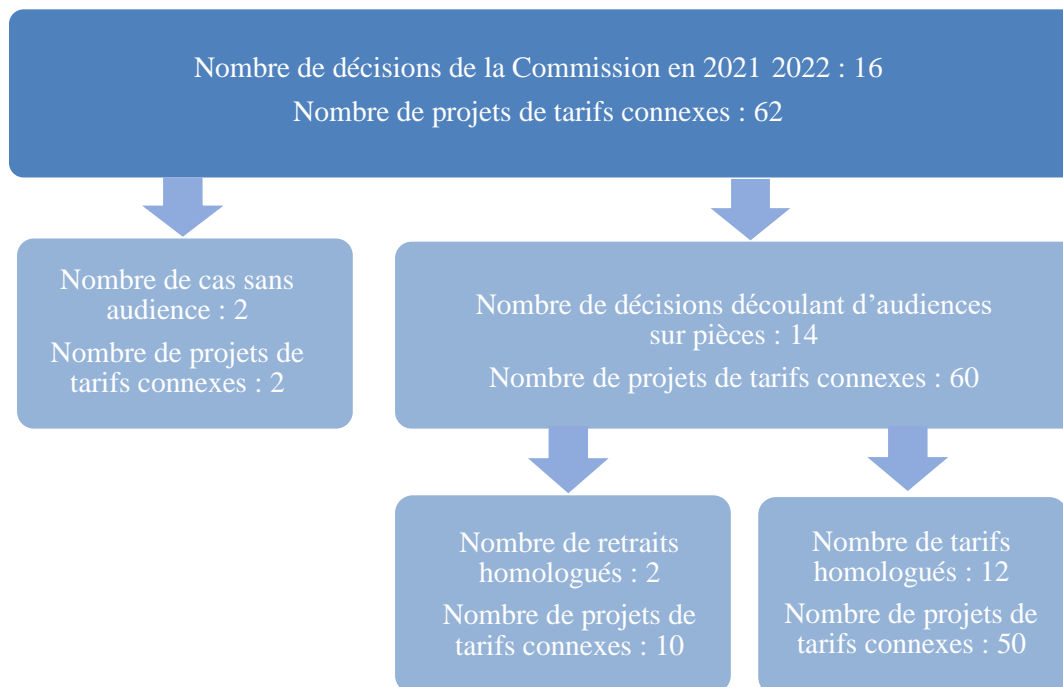 Nombre de décisions de la Commission en 2021 2022 : 16
Nombre de projets de tarifs connexes : 62
Nombre de cas sans
audience : 2
Nombre de projets de
tarifs connexes : 2
Nombre de décisions découlant d’audiences
sur pièces : 14
Nombre de projets de tarifs connexes : 60
Nombre de retraits
homologués : 2
Nombre de projets de
tarifs connexes : 10
Nombre de tarifs
homologués : 12
Nombre de projets de
tarifs connexes : 50